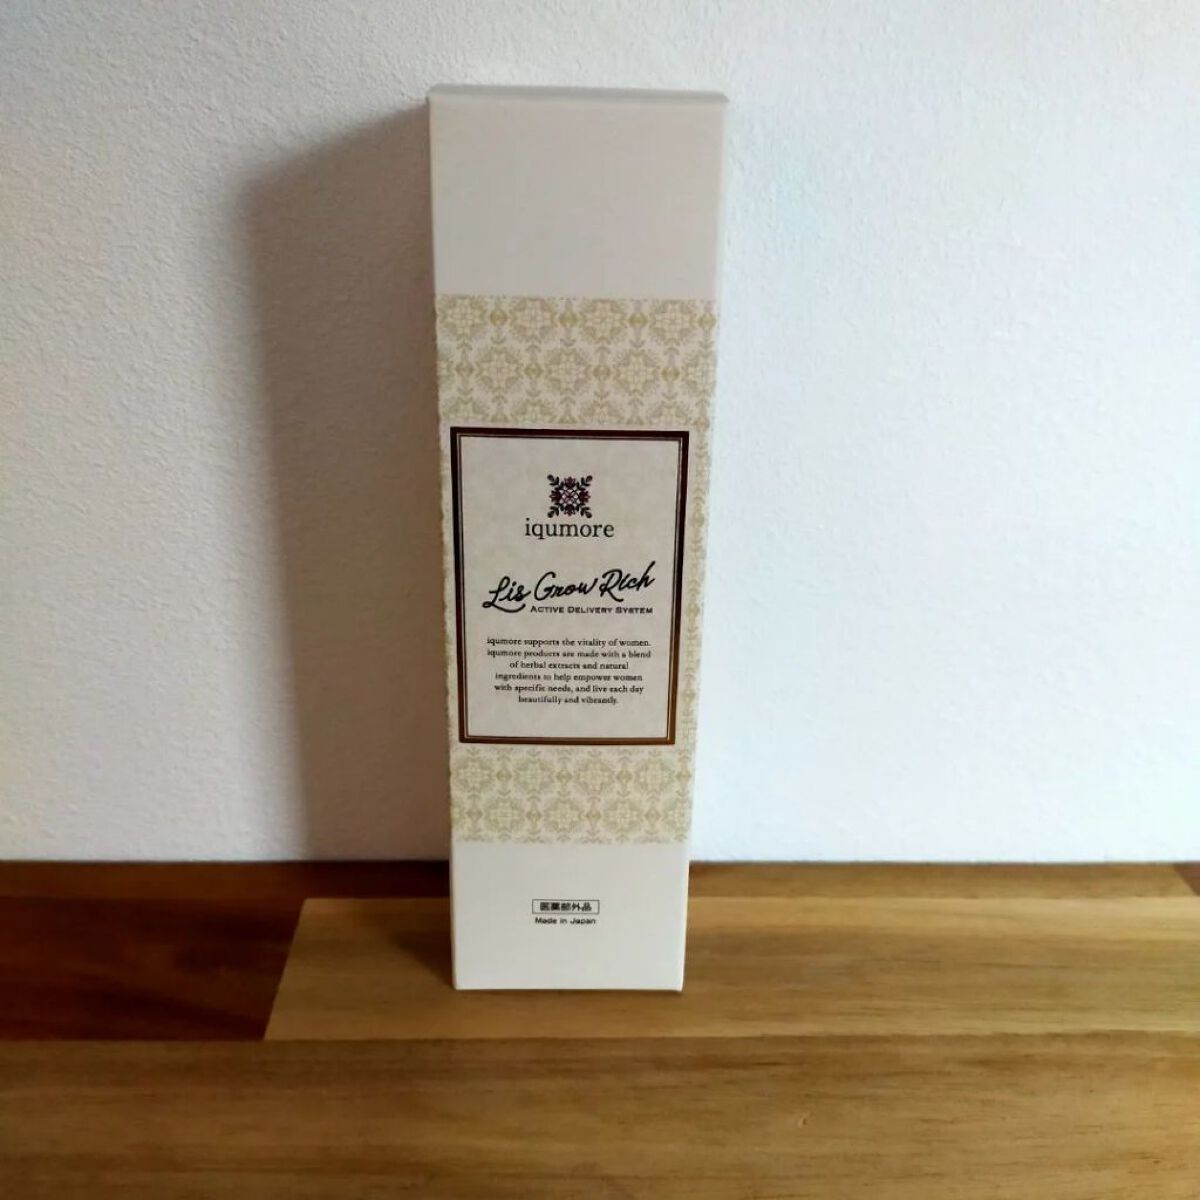 iqumore
Lis Grow Rich
ACTIVE DELIVERY SYSTEM
iqumore supports the vitality of women.
iqumore products are made with a blend
of herbal extracts and natural
ingredients to help empower women
with specific needs, and live each day
beautifully and vibrantly.
医薬部外品
Made in Japan